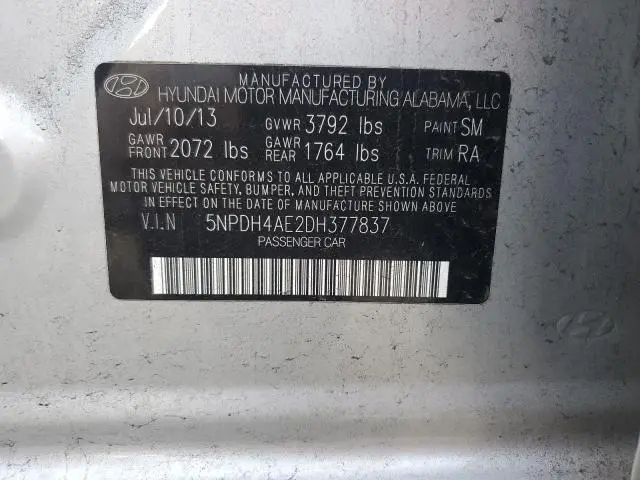 MANUFACTURED BY
HYUNDAI MOTOR MANUFACTURING ALABAMA, LLC
Jul/10/13 GVWR 3792 lbs PAINT SM
GAWR FRONT 2072 lbs GAWR REAR 1764 lbs TRIM RA
THIS VEHICLE CONFORMS TO ALL APPLICABLE U.S.A. FEDERAL
MOTOR VEHICLE SAFETY, BUMPER, AND THEFT PREVENTION STANDARDS
IN EFFECT ON THE DATE OF MANUFACTURE SHOWN ABOVE.
V.I.N 5NPDH4AE2DH377837
PASSENGER CAR